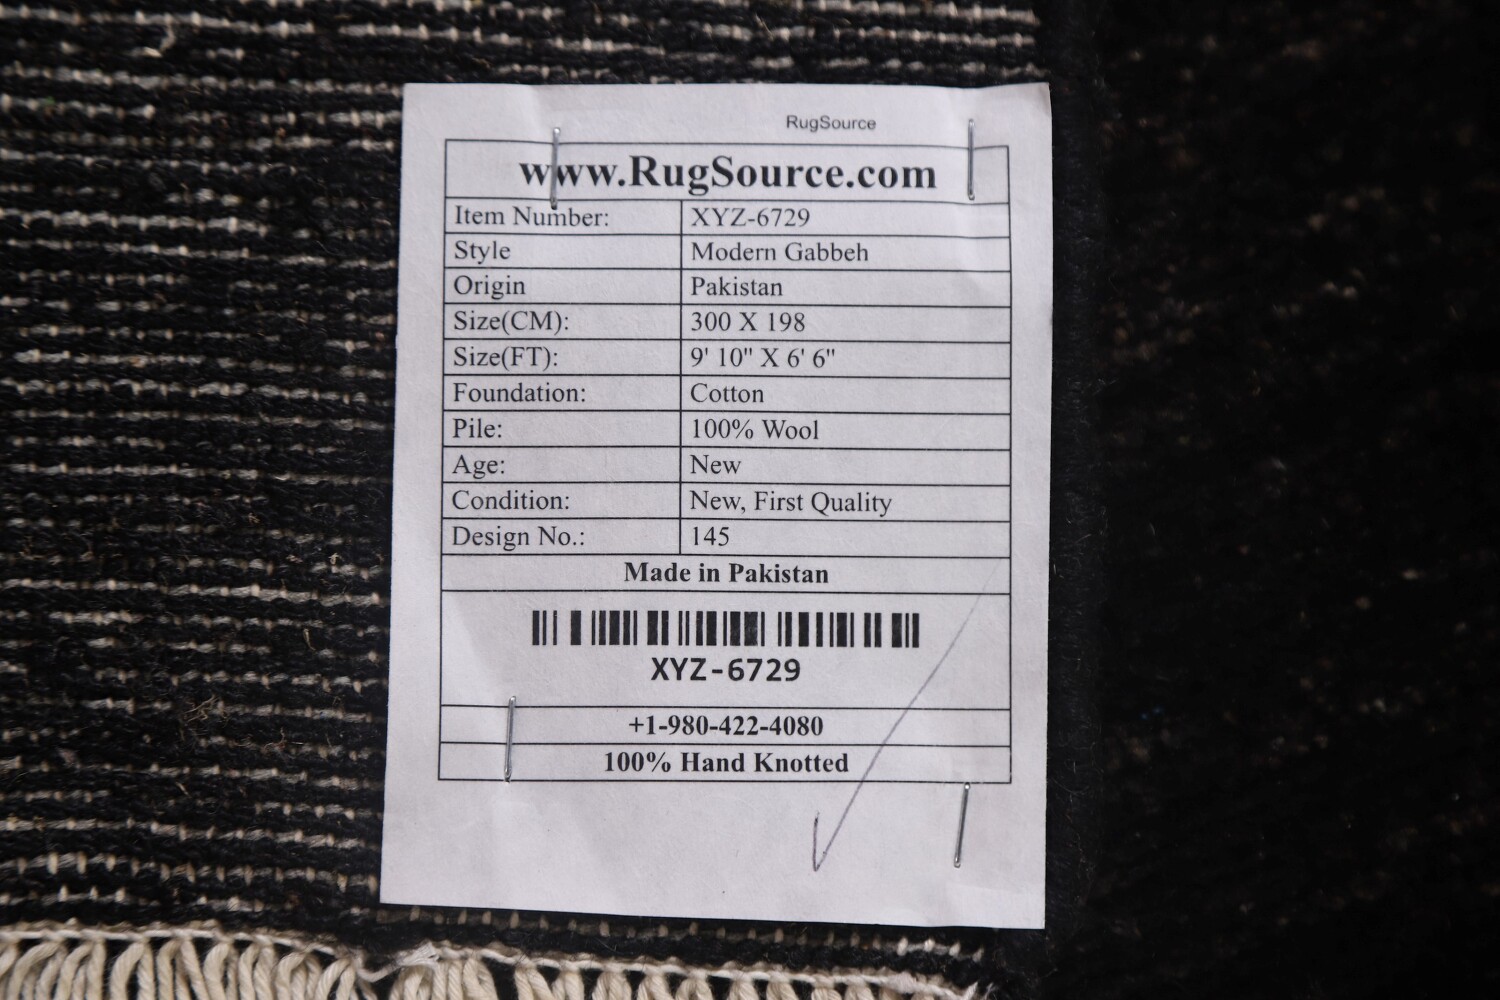 RugSource
www.RugSource.com
Item Number: XYZ-6729
Style Modern Gabbeh
Origin Pakistan
Size(CM): 300 X 198
Size(FT): 9' 10" X 6' 6"
Foundation: Cotton
Pile: 100% Wool
Age: New
Condition: New, First Quality
Design No.: 145
Made in Pakistan
XYZ-6729
+1-980-422-4080
100% Hand Knotted